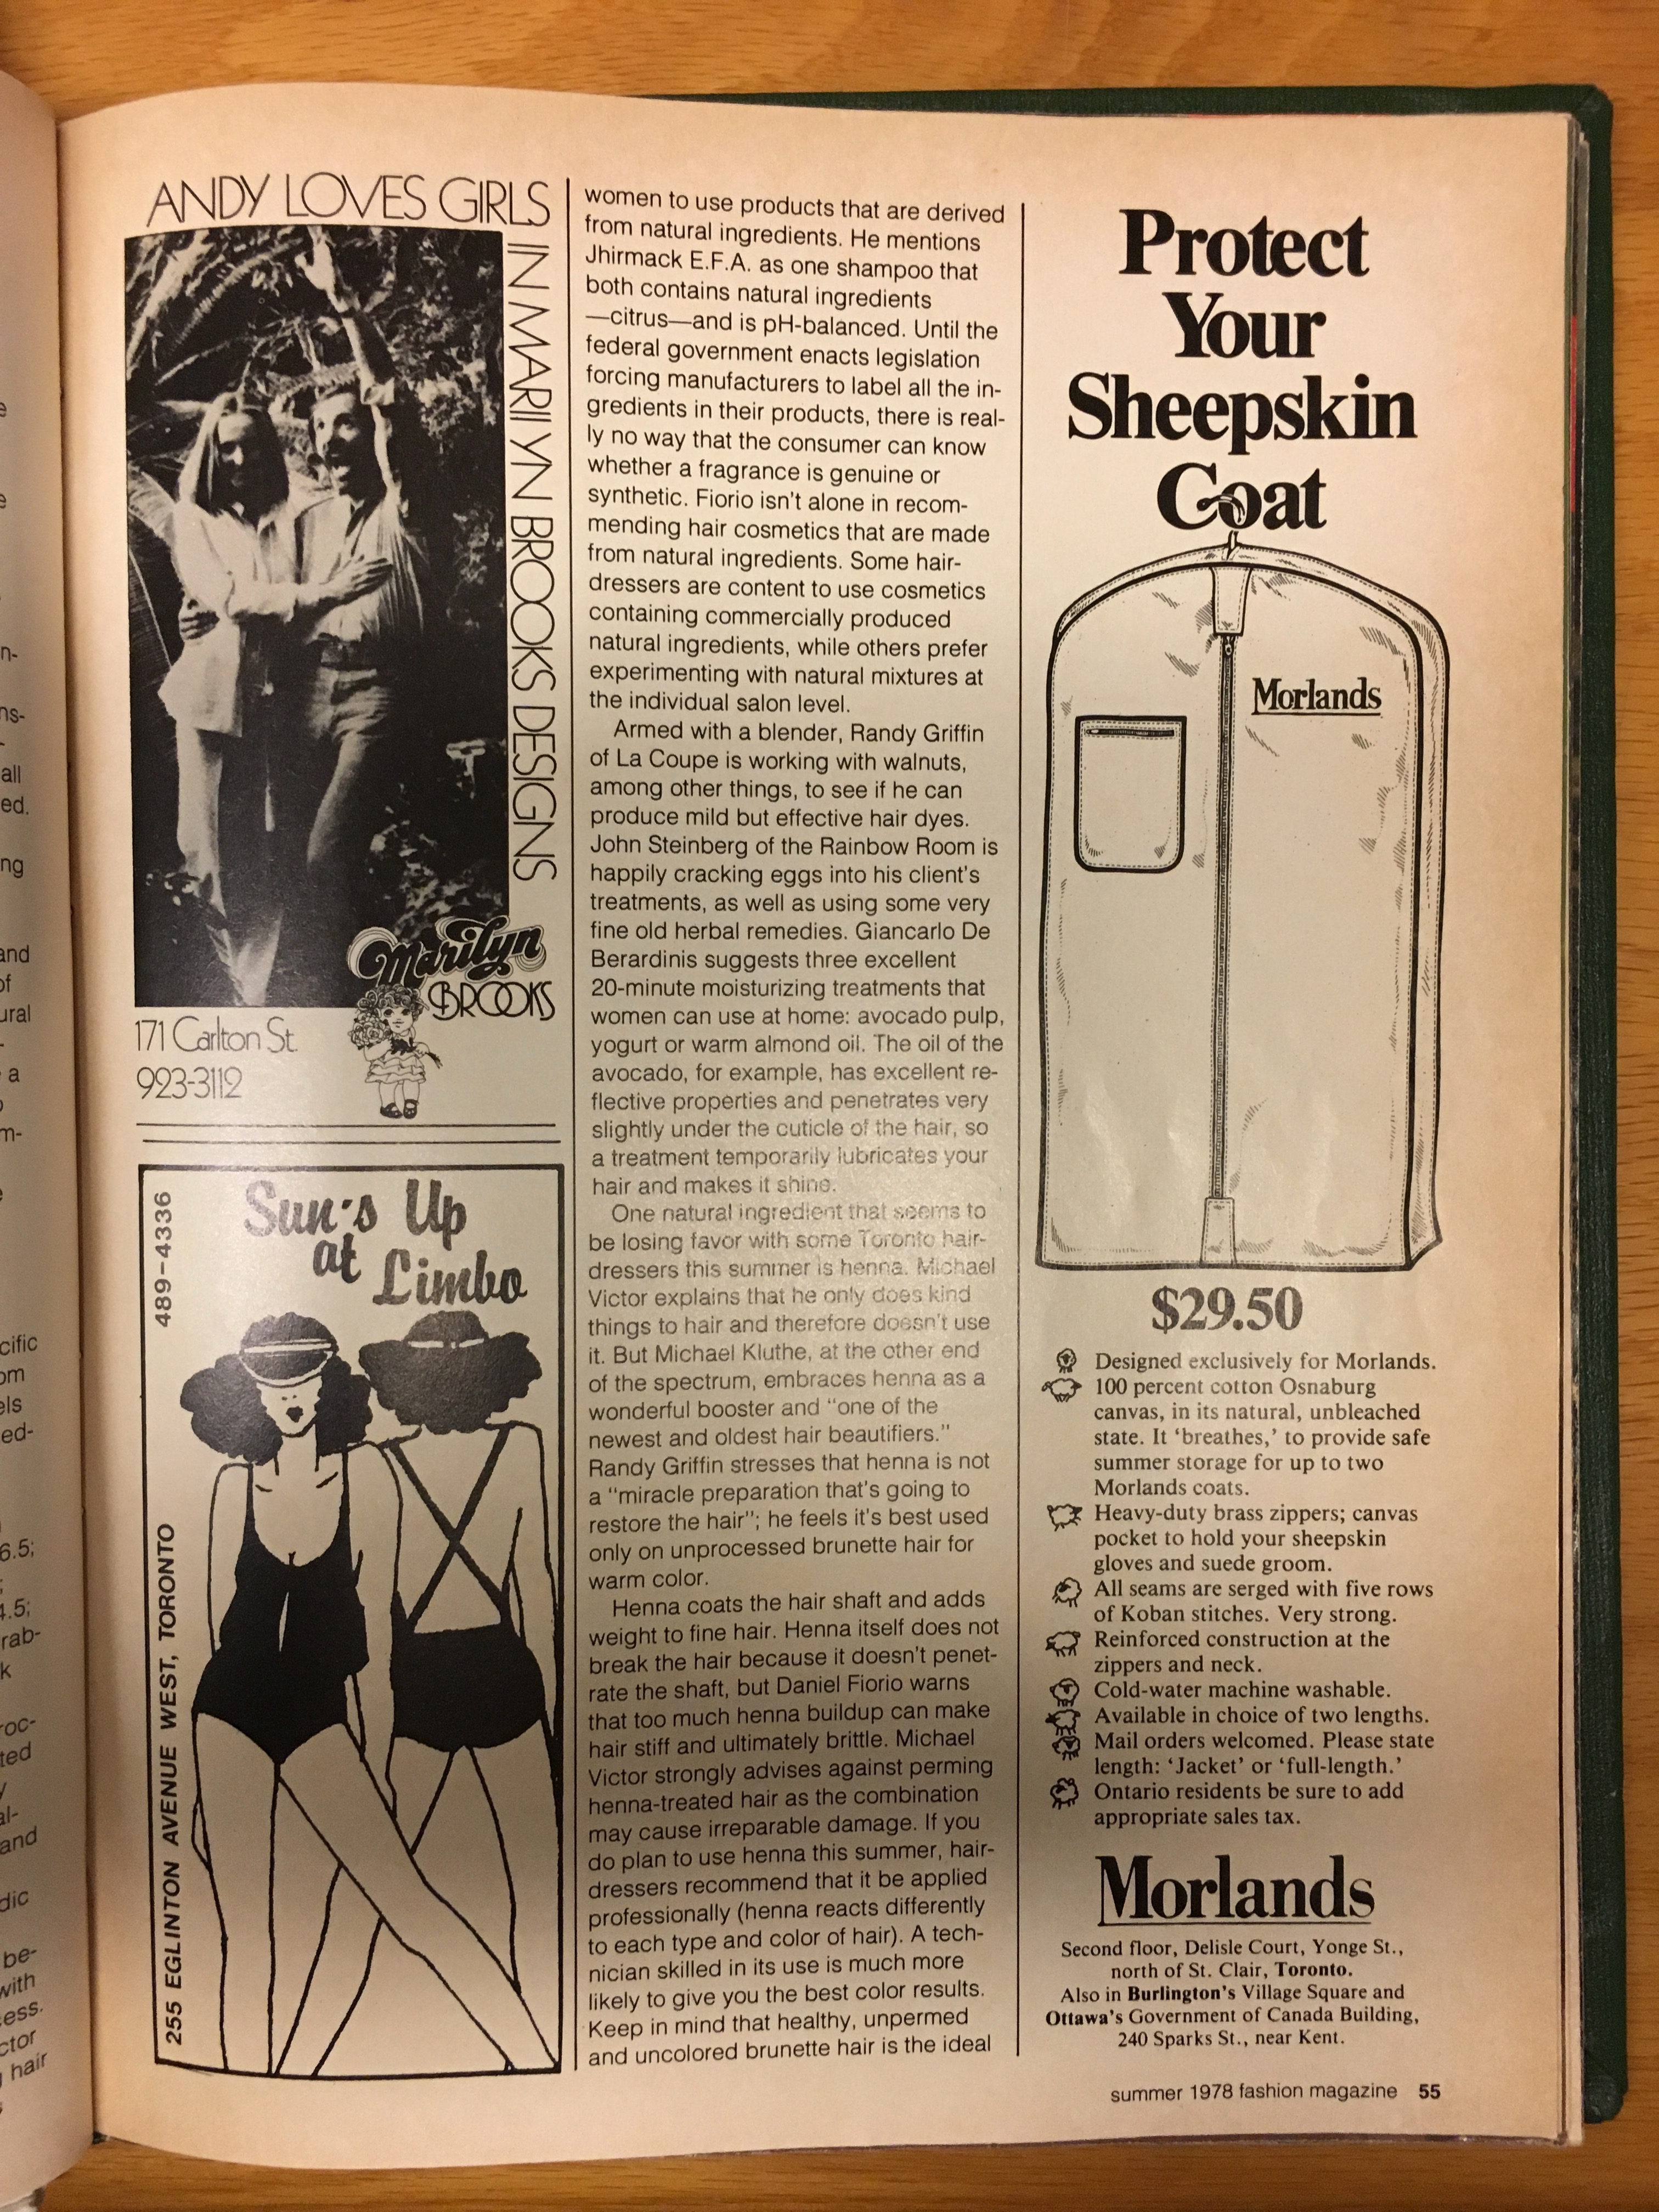 ANDY LOVES GIRLS
IN MARILYN BROOKS DESIGNS
Marilyn
BROOKS
171 Carlton St.
923-3112
Sun's Up
at
Limbo
489-4336
255 EGLINTON AVENUE WEST, TORONTO
women to use products that are derived
from natural ingredients. He mentions
Jhirmack E.F.A. as one shampoo that
both contains natural ingredients
—citrus—and is pH-balanced. Until the
federal government enacts legislation
forcing manufacturers to label all the in-
gredients in their products, there is real-
ly no way that the consumer can know
whether a fragrance is genuine or
synthetic. Fiorio isn't alone in recom-
mending hair cosmetics that are made
from natural ingredients. Some hair-
dressers are content to use cosmetics
containing commercially produced
natural ingredients, while others prefer
experimenting with natural mixtures at
the individual salon level.
Armed with a blender, Randy Griffin
of La Coupe is working with walnuts,
among other things, to see if he can
produce mild but effective hair dyes.
John Steinberg of the Rainbow Room is
happily cracking eggs into his client's
treatments, as well as using some very
fine old herbal remedies. Giancarlo De
Berardinis suggests three excellent
20-minute moisturizing treatments that
women can use at home: avocado pulp,
yogurt or warm almond oil. The oil of the
avocado, for example, has excellent re-
flective properties and penetrates very
slightly under the cuticle of the hair, so
a treatment temporarily lubricates your
hair and makes it shine.
One natural ingredient that seems to
be losing favor with some Toronto hair-
dressers this summer is henna. Michael
Victor explains that he only does kind
things to hair and therefore doesn't use
it. But Michael Kluthe, at the other end
of the spectrum, embraces henna as a
wonderful booster and "one of the
newest and oldest hair beautifiers."
Randy Griffin stresses that henna is not
a "miracle preparation that's going to
restore the hair"; he feels it's best used
only on unprocessed brunette hair for
warm color.
Henna coats the hair shaft and adds
weight to fine hair. Henna itself does not
break the hair because it doesn't penet-
rate the shaft, but Daniel Fiorio warns
that too much henna buildup can make
hair stiff and ultimately brittle. Michael
Victor strongly advises against perming
henna-treated hair as the combination
may cause irreparable damage. If you
do plan to use henna this summer, hair-
dressers recommend that it be applied
professionally (henna reacts differently
to each type and color of hair). A tech-
nician skilled in its use is much more
likely to give you the best color results.
Keep in mind that healthy, unpermed
and uncolored brunette hair is the ideal
Protect
Your
Sheepskin
Coat
Morlands
$29.50
Designed exclusively for Morlands.
100 percent cotton Osnaburg
canvas, in its natural, unbleached
state. It 'breathes,' to provide safe
summer storage for up to two
Morlands coats.
Heavy-duty brass zippers; canvas
pocket to hold your sheepskin
gloves and suede groom.
All seams are serged with five rows
of Koban stitches. Very strong.
Reinforced construction at the
zippers and neck.
Cold-water machine washable.
Available in choice of two lengths.
Mail orders welcomed. Please state
length: 'Jacket' or 'full-length.'
Ontario residents be sure to add
appropriate sales tax.
Morlands
Second floor, Delisle Court, Yonge St.,
north of St. Clair, Toronto.
Also in Burlington's Village Square and
Ottawa's Government of Canada Building,
240 Sparks St., near Kent.
summer 1978 fashion magazine 55